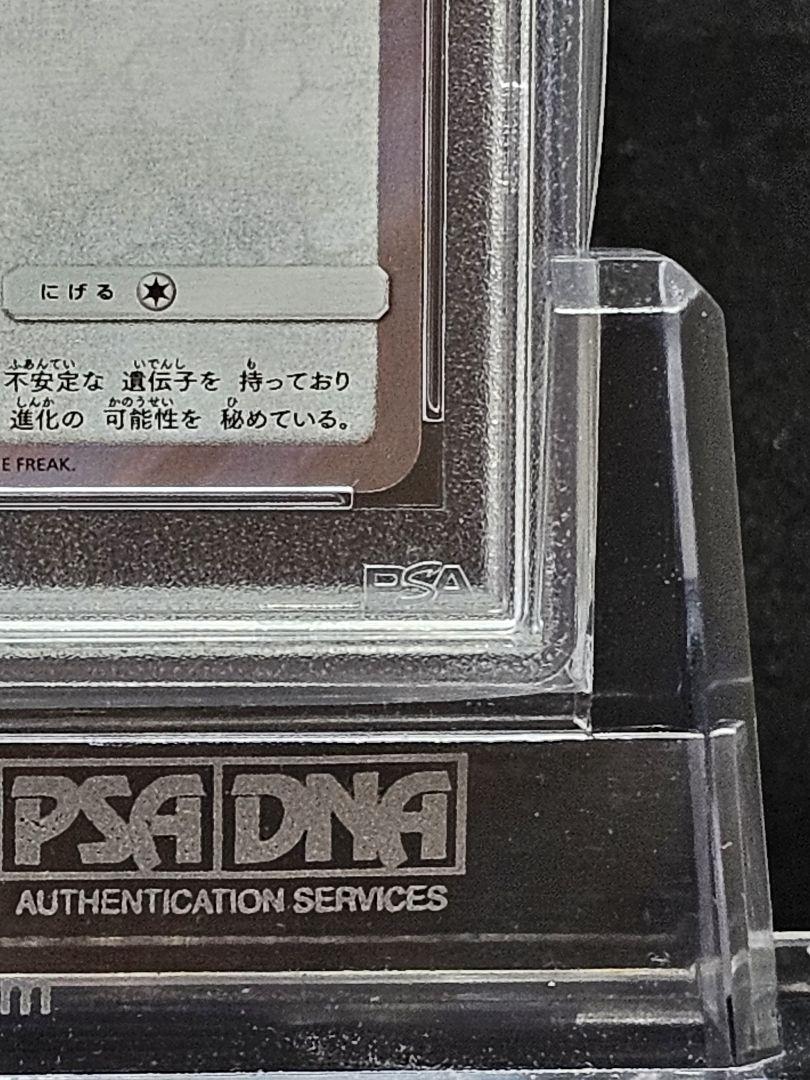 にげる
ふあんてい いでんし も
不安定な 遺伝子を 持っており
しんか かのうせい ひ
進化の 可能性を 秘めている。
E FREAK.
PSA
PSA DNA
AUTHENTICATION SERVICES
m